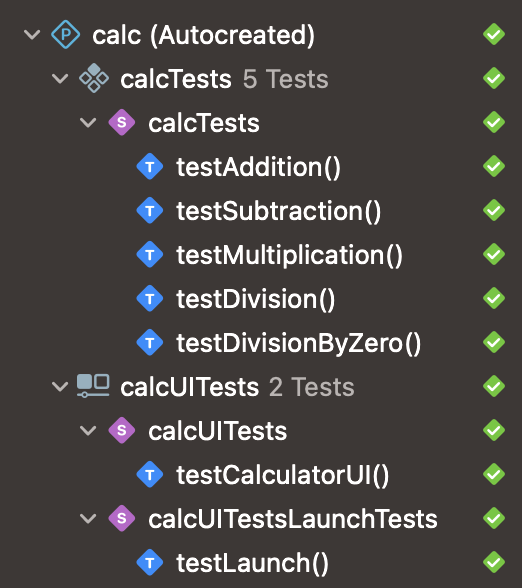 P calc (Autocreated)
calcTests 5 Tests
S calcTests
T testAddition()
T testSubtraction()
T testMultiplication()
T testDivision()
T testDivisionByZero()
calcUITests 2 Tests
S calcUITests
T testCalculatorUI()
S calcUITestsLaunchTests
T testLaunch()